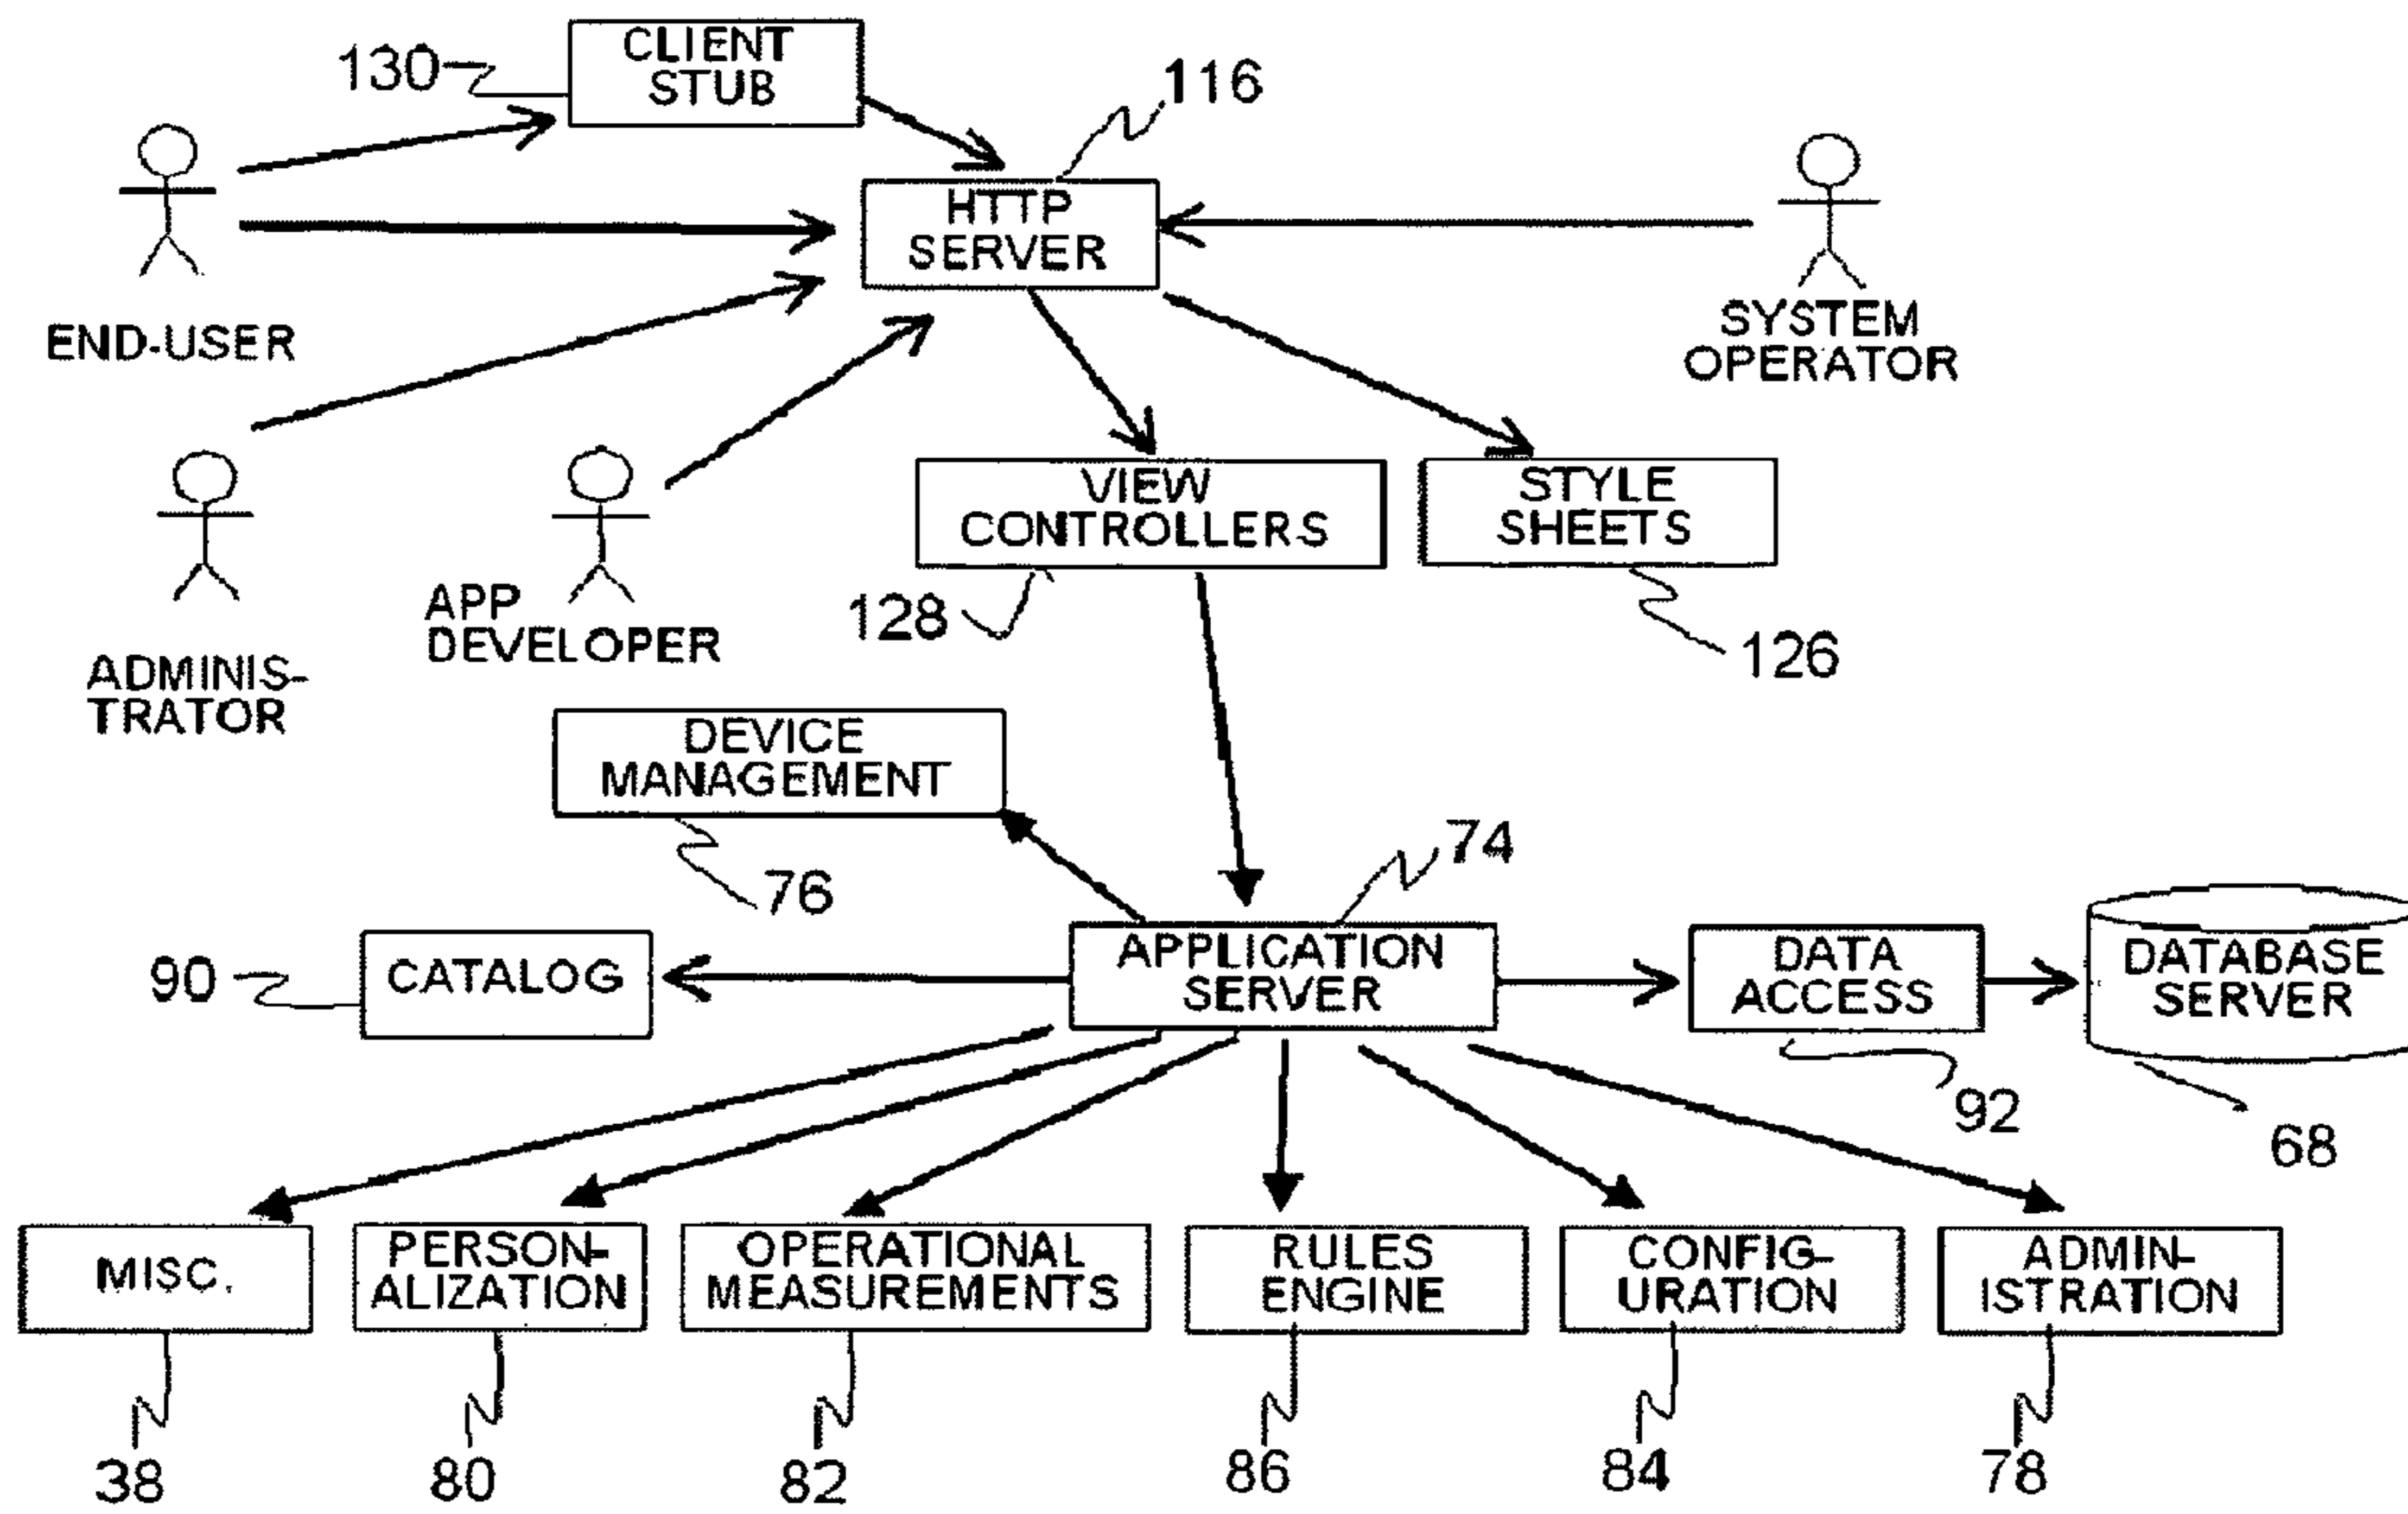 130
CLIENT
STUB
116
HTTP
SERVER
END-USER
SYSTEM
OPERATOR
VIEW
CONTROLLERS
STYLE
SHEETS
128
126
APP
DEVELOPER
ADMINIS-
TRATOR
DEVICE
MANAGEMENT
76
74
90
CATALOG
APPLICATION
SERVER
DATA
ACCESS
DATABASE
SERVER
92
68
MISC.
PERSON-
ALIZATION
OPERATIONAL
MEASUREMENTS
RULES
ENGINE
CONFIG-
URATION
ADMIN-
ISTRATION
38
80
82
86
84
78